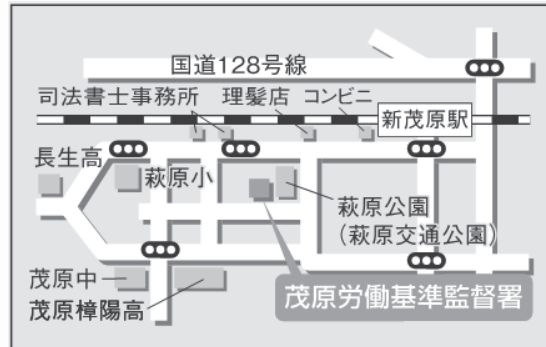 国道128号線
司法書士事務所
理髪店
コンビニ
新茂原駅
長生高
萩原小
萩原公園
(萩原交通公園)
茂原中
茂原樟陽高
茂原労働基準監督署